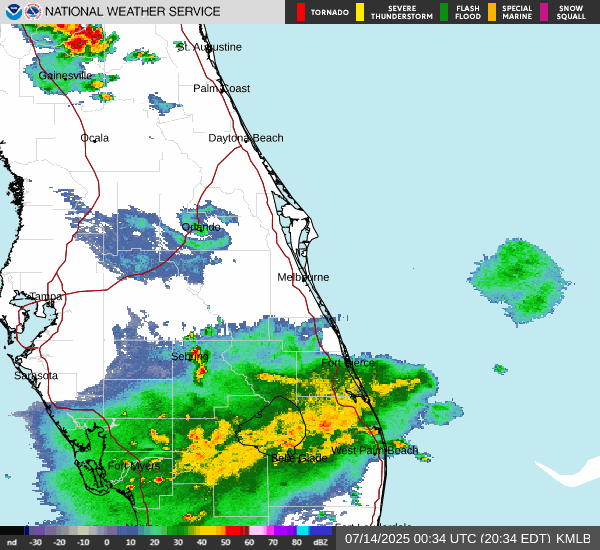 NATIONAL WEATHER SERVICE
TORNADO
SEVERE
THUNDERSTORM
FLASH
FLOOD
SPECIAL
MARINE
SNOW
SQUALL
St. Augustine
Gainesville
Palm Coast
Ocala
Daytona Beach
Orlando
Melbourne
Tampa
Sebring
Fort Pierce
Sarasota
West Palm Beach
Belle Glade
Fort Myers
nd -30 -20 -10 0 10 20 30 40 50 60 70 80 dBZ
07/14/2025 00:34 UTC (20:34 EDT) KMLB